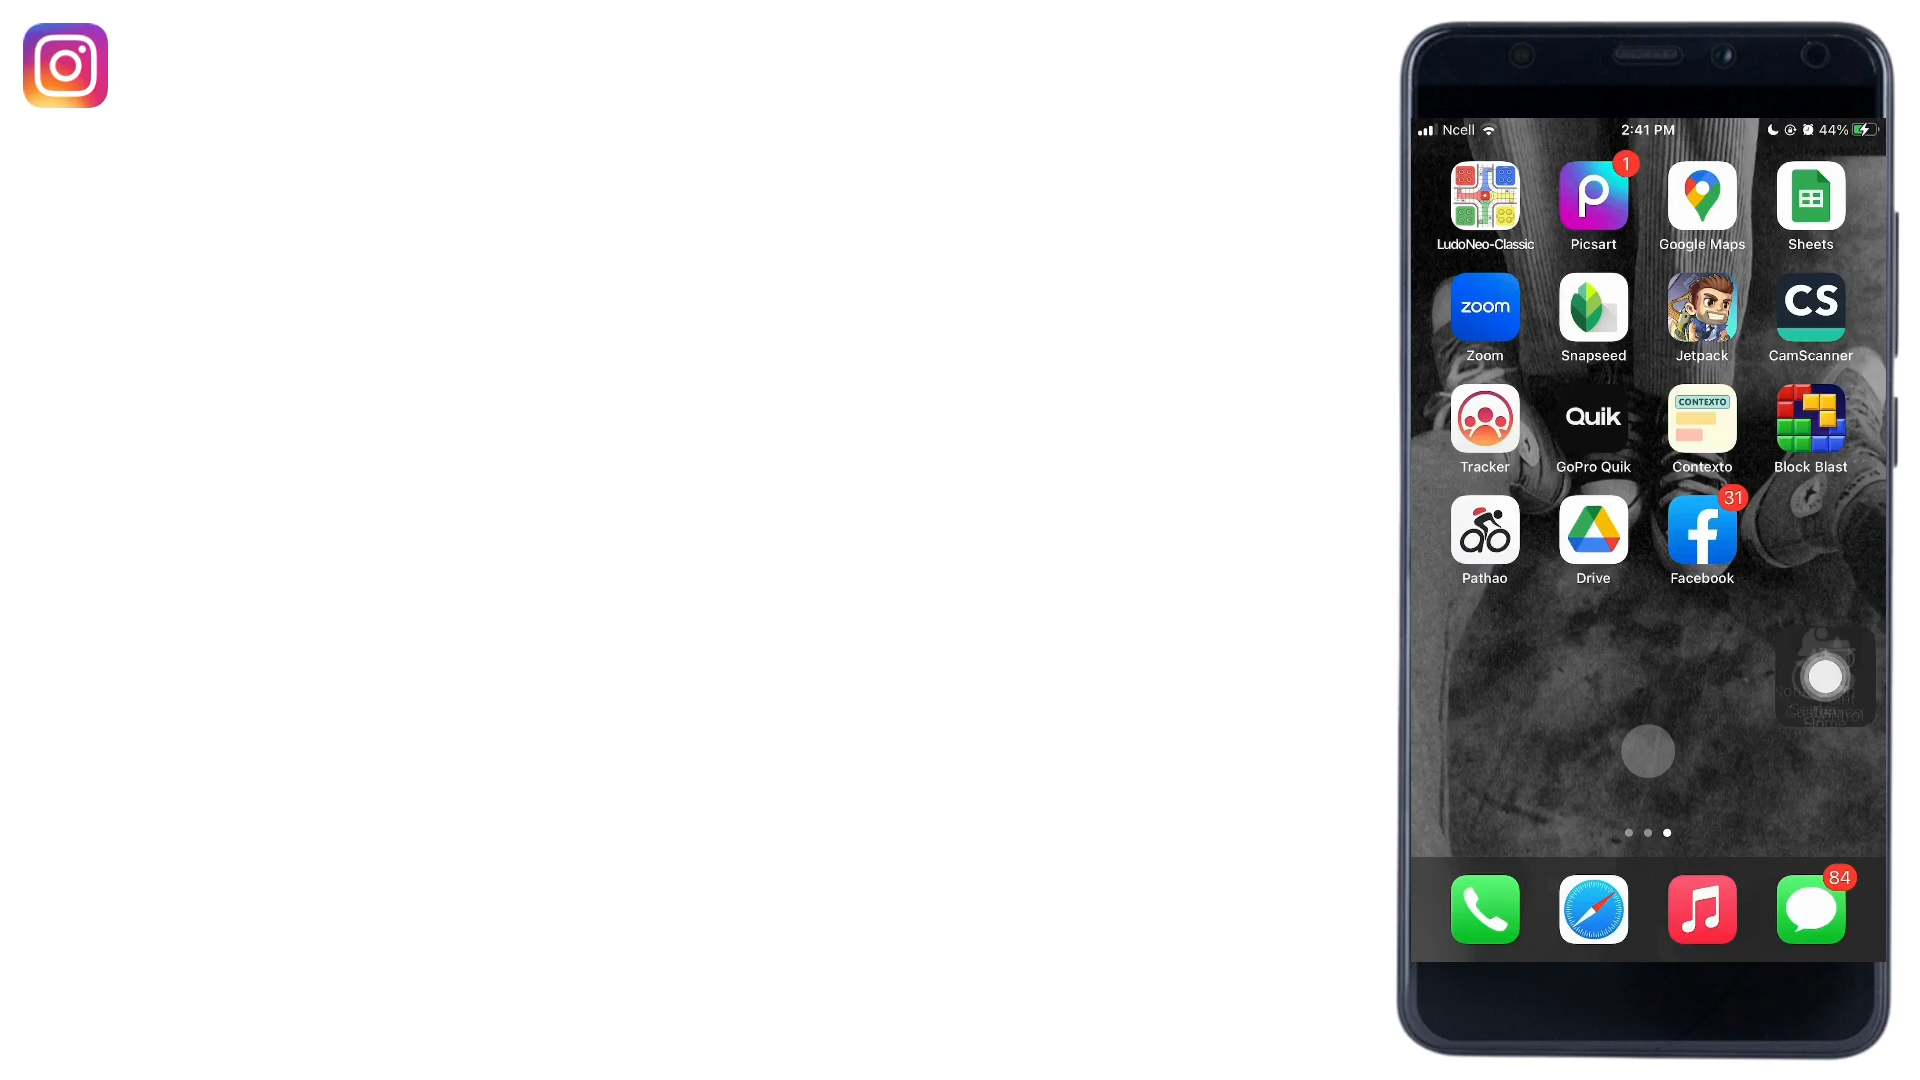 Ncell 2:41 PM 44%
1
LudoNeo-Classic Picsart Google Maps Sheets
zoom CS
Zoom Snapseed Jetpack CamScanner
Quik CONTEXTO
Tracker GoPro Quik Contexto Block Blast
31
Pathao Drive Facebook
84